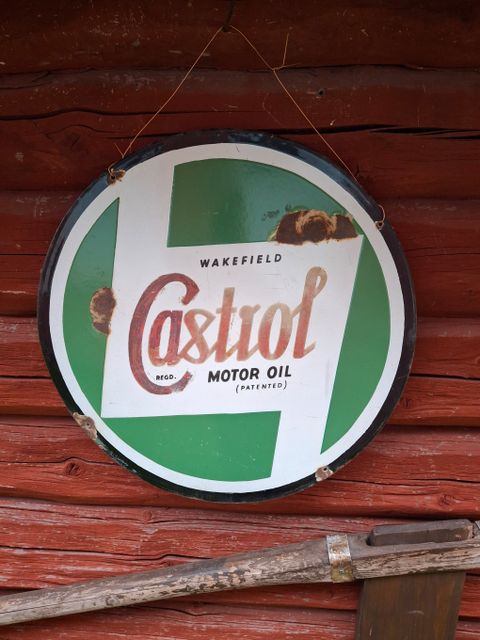 WAKEFIELD
Castrol
REGD. MOTOR OIL
(PATENTED)